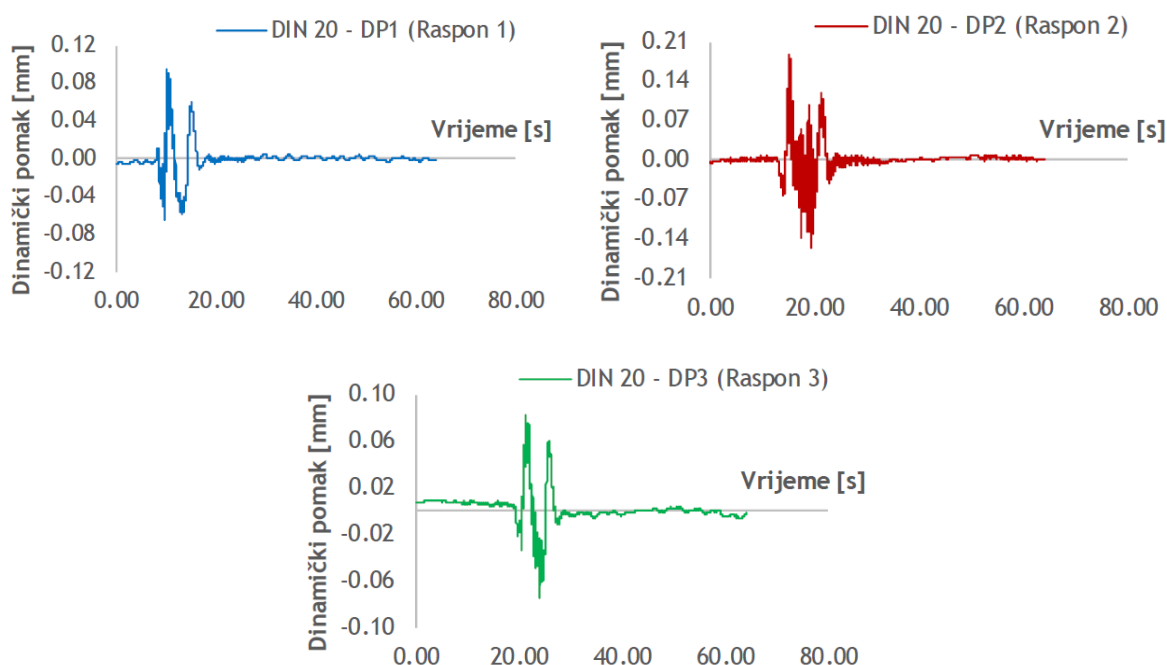 DIN 20 - DP1 (Raspon 1)
Dinamički pomak [mm]
0.12
0.08
0.04
0.00
-0.04
-0.08
-0.12
Vrijeme [s]
0.00 20.00 40.00 60.00 80.00
DIN 20 - DP2 (Raspon 2)
Dinamički pomak [mm]
0.21
0.14
0.07
0.00
-0.07
-0.14
-0.21
Vrijeme [s]
0.00 20.00 40.00 60.00 80.00
DIN 20 - DP3 (Raspon 3)
Dinamički pomak [mm]
0.10
0.06
0.02
-0.02
-0.06
-0.10
Vrijeme [s]
0.00 20.00 40.00 60.00 80.00